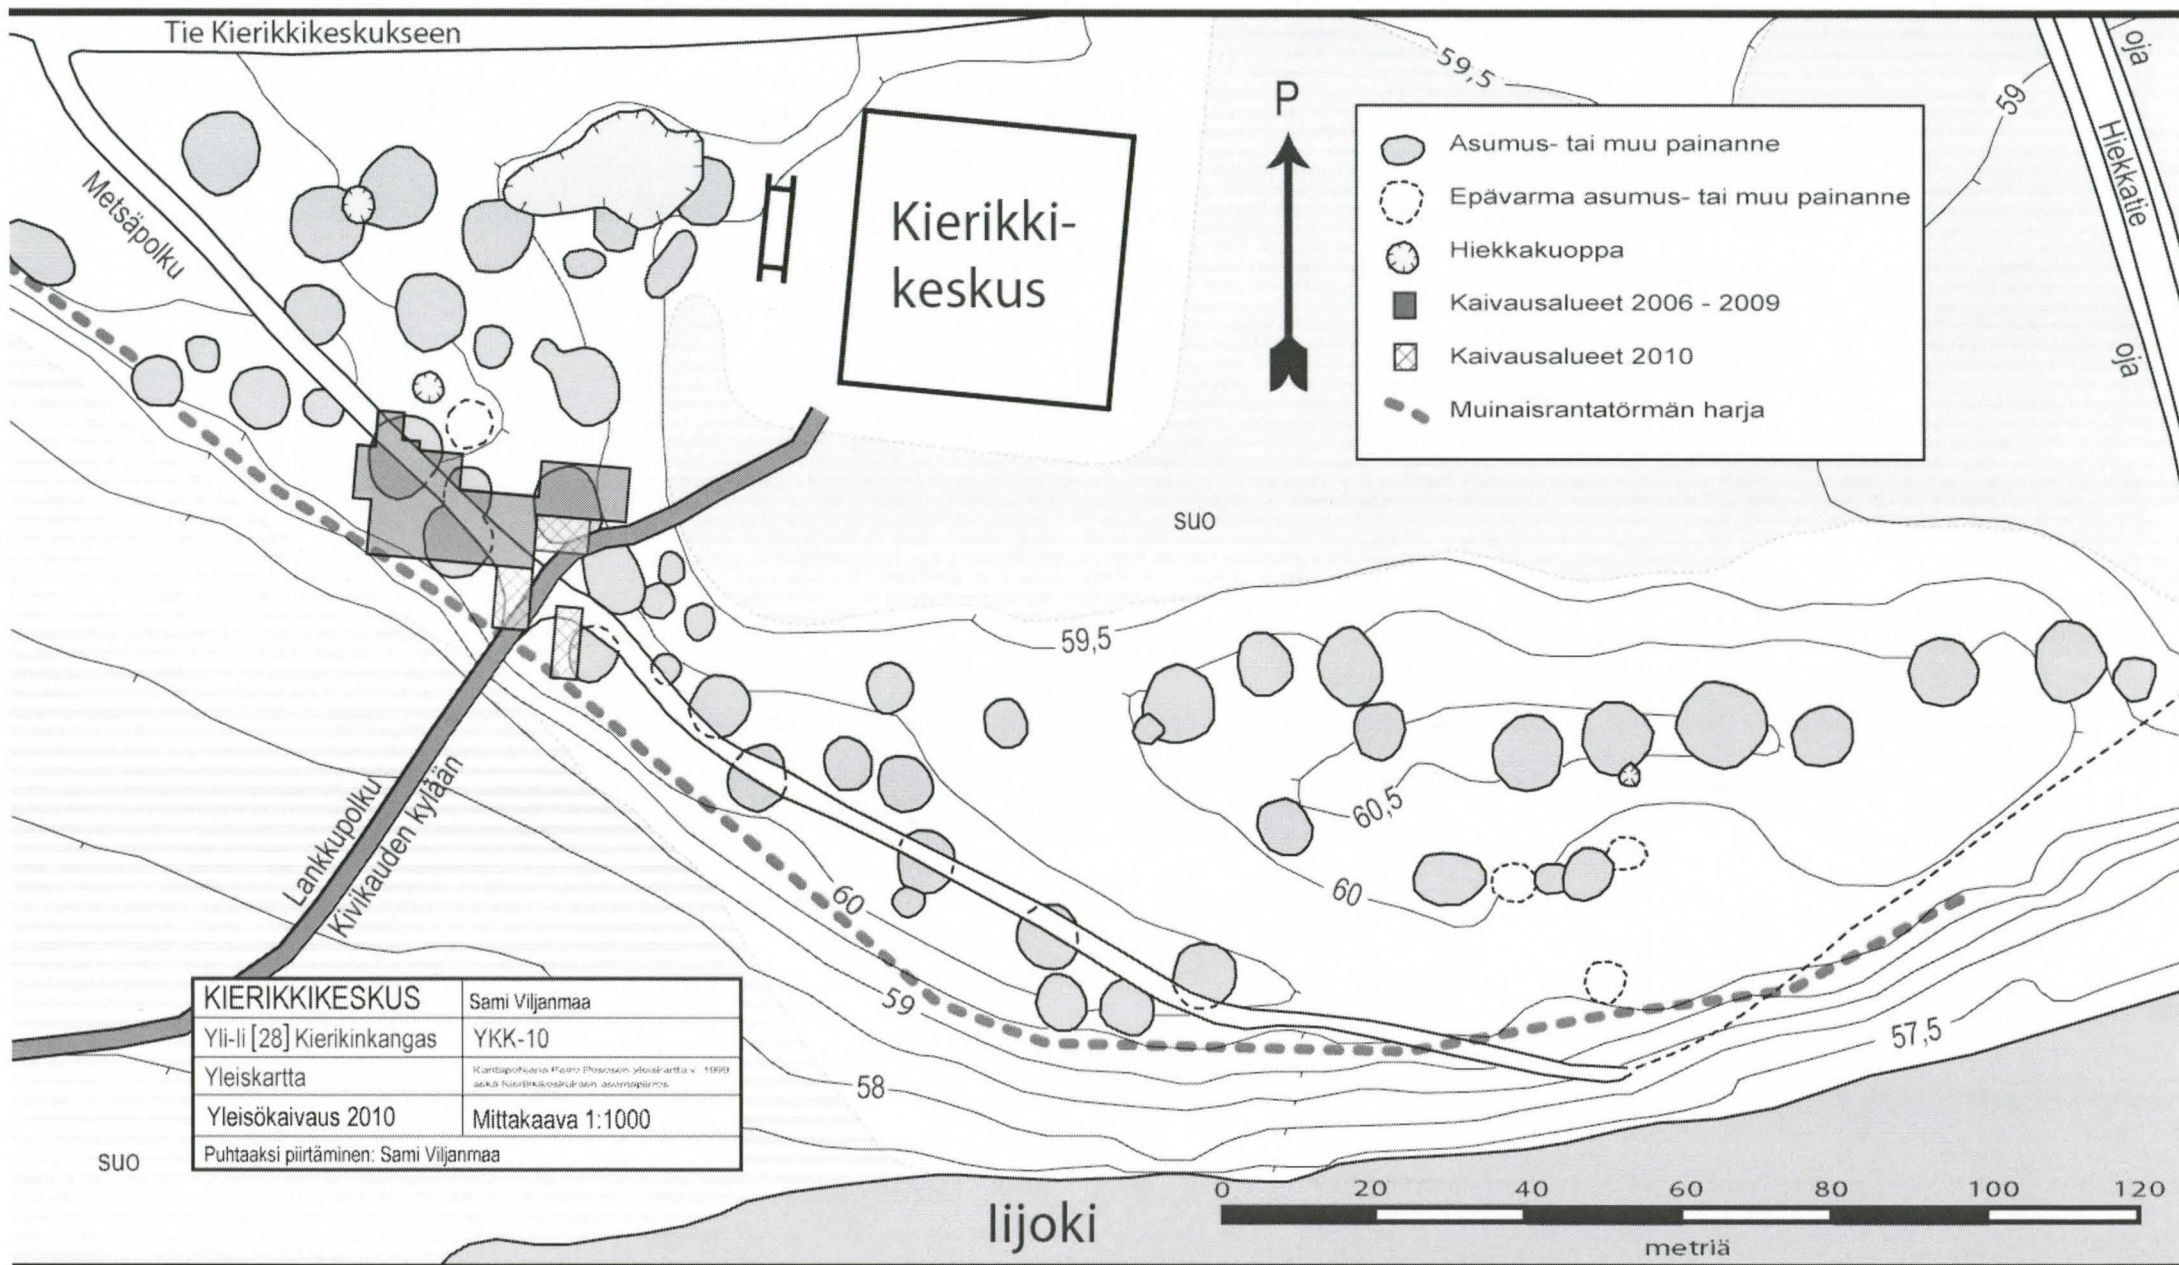 Tie Kierikkikeskukseen
59,5
oja
59
P
Asumus- tai muu painanne
Epävarma asumus- tai muu painanne
Hiekkakuoppa
Kaivausalueet 2006 - 2009
Kaivausalueet 2010
Muinaisrantatörmän harja
Hiekkatie
oja
Metsäpolku
Kierikki-
keskus
suo
59,5
60,5
60
60
59
58
57,5
Lankkupolku
Kivikauden kylään
KIERIKKIKESKUS
Sami Viljanmaa
Yli-Ii [28] Kierikinkangas
YKK-10
Yleiskartta
Yleisökaivaus 2010
Mittakaava 1:1000
Puhtaaksi piirtäminen: Sami Viljanmaa
suo
Iijoki
0 20 40 60 80 100 120
metriä